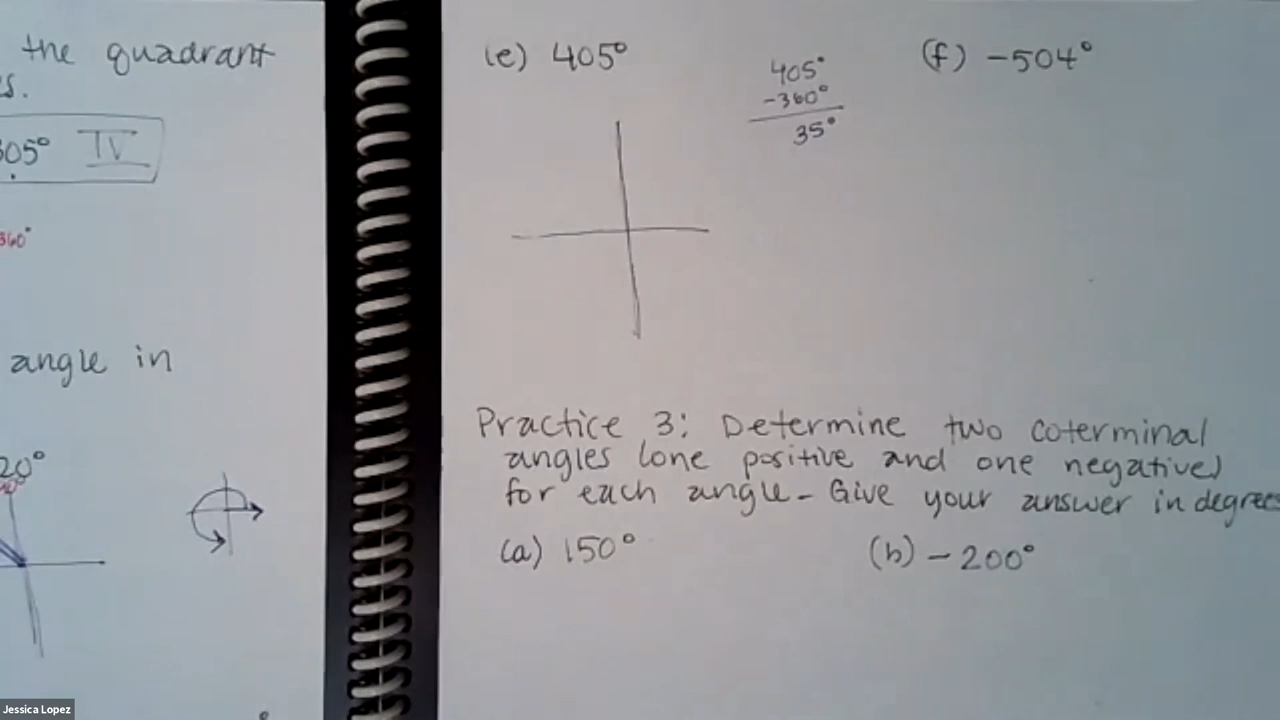 the quadrant
s.
305° IV
360°
angle in
20°
(e) 405°
405°
-360°
35°
(f) -504°
Practice 3: Determine two coterminal
angles (one positive and one negative)
for each angle. Give your answer in degrees
(a) 150°
(b) -200°
Jessica Lopez